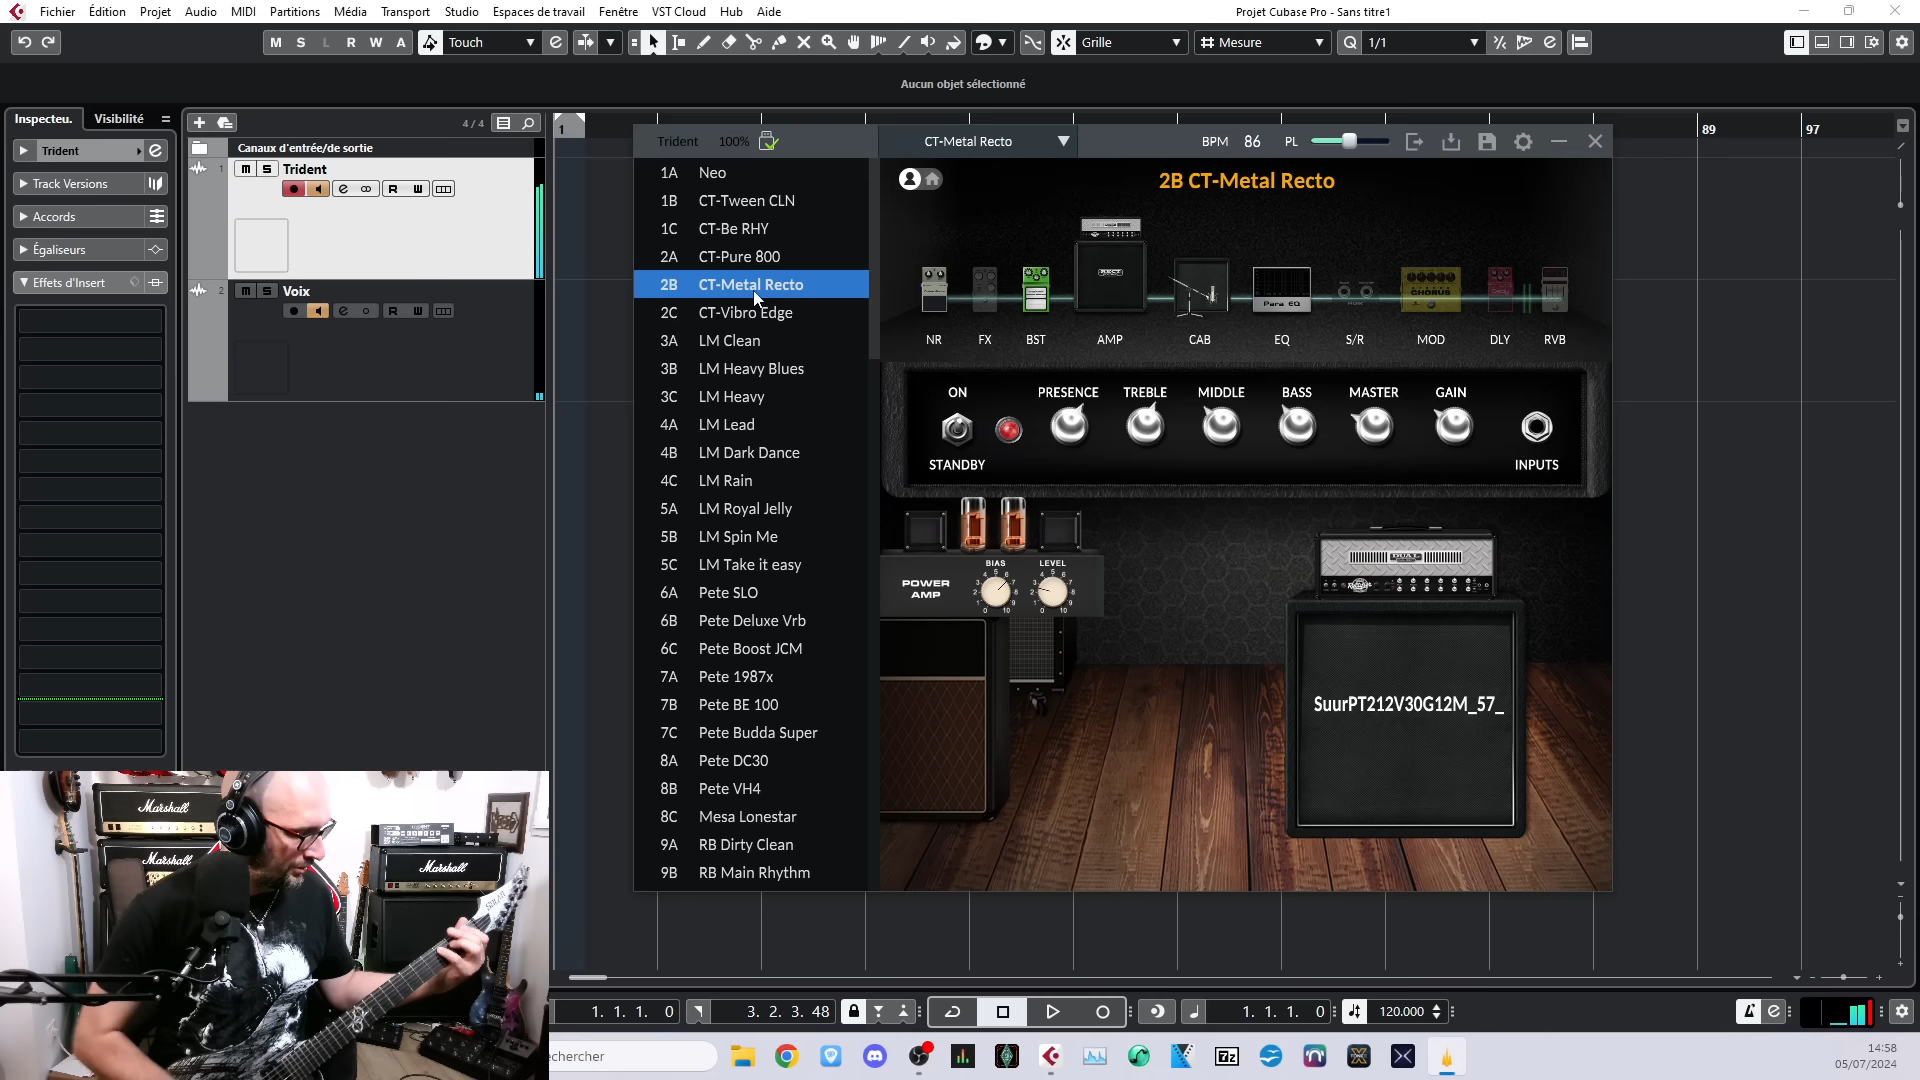 Fichier Édition Projet Audio MIDI Partitions Média Transport Studio Espaces de travail Fenêtre VST Cloud Hub Aide
Projet Cubase Pro - Sans titre1
M S L R W A Touch Grille Mesure Q 1/1
Aucun objet sélectionné
Inspecteu. Visibilité
4 / 4
1 89 97
Trident
Track Versions
Accords
Égaliseurs
Effets d'Insert
Canaux d'entrée/de sortie
1 m S Trident
R W
2 m S Voix
R W
Trident 100% CT-Metal Recto BPM 86 PL
1A Neo
1B CT-Tween CLN
1C CT-Be RHY
2A CT-Pure 800
2B CT-Metal Recto
2C CT-Vibro Edge
3A LM Clean
3B LM Heavy Blues
3C LM Heavy
4A LM Lead
4B LM Dark Dance
4C LM Rain
5A LM Royal Jelly
5B LM Spin Me
5C LM Take it easy
6A Pete SLO
6B Pete Deluxe Vrb
6C Pete Boost JCM
7A Pete 1987x
7B Pete BE 100
7C Pete Budda Super
8A Pete DC30
8B Pete VH4
8C Mesa Lonestar
9A RB Dirty Clean
9B RB Main Rhythm
2B CT-Metal Recto
Para EQ
CHORUS
NR FX BST AMP CAB EQ S/R MOD DLY RVB
ON PRESENCE TREBLE MIDDLE BASS MASTER GAIN
STANDBY INPUTS
BIAS LEVEL
POWER AMP
SuurPT212V30G12M_57_
Marshall
Marshall
Marshall
1. 1. 1. 0 3. 2. 3. 48 1. 1. 1. 0 120.000
echercher
7z
14:58
05/07/2024